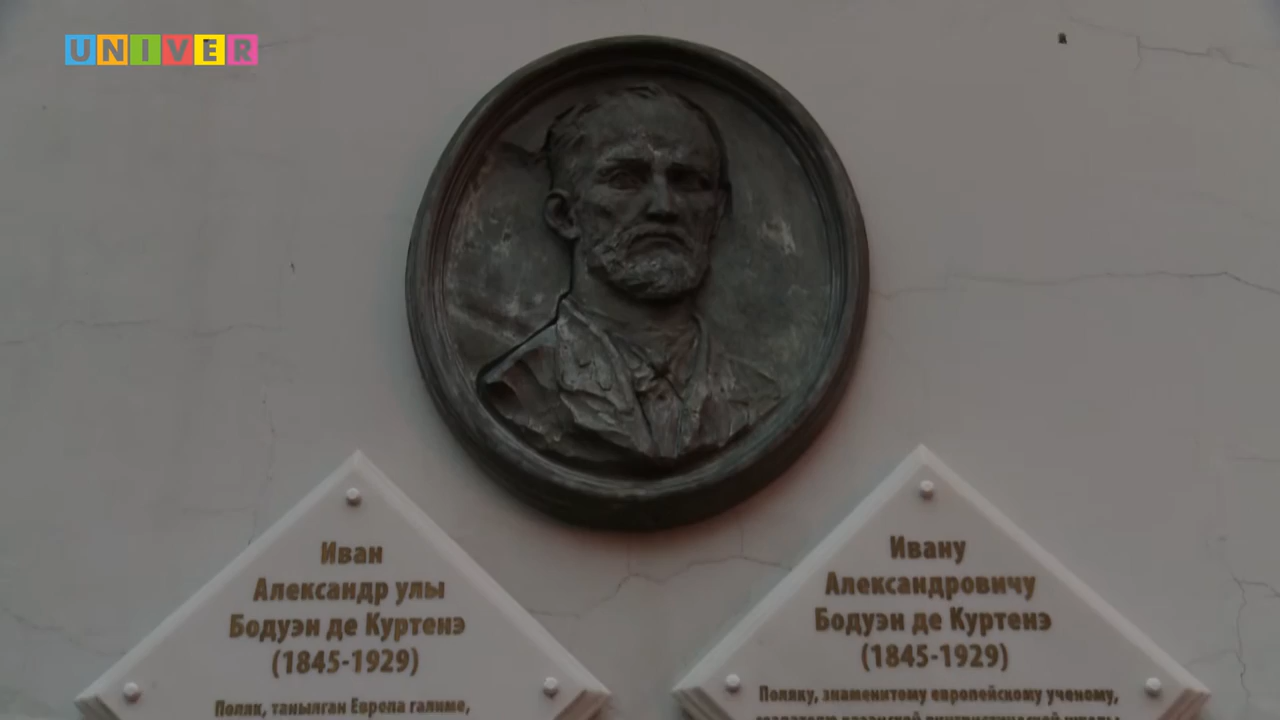 UNIVER
Иван
Александр улы
Бодуэн де Куртенэ
(1845-1929)
Поляк, танылган Европа галиме,
Ивану
Александровичу
Бодуэн де Куртенэ
(1845-1929)
Поляку, знаменитому европейскому ученому,